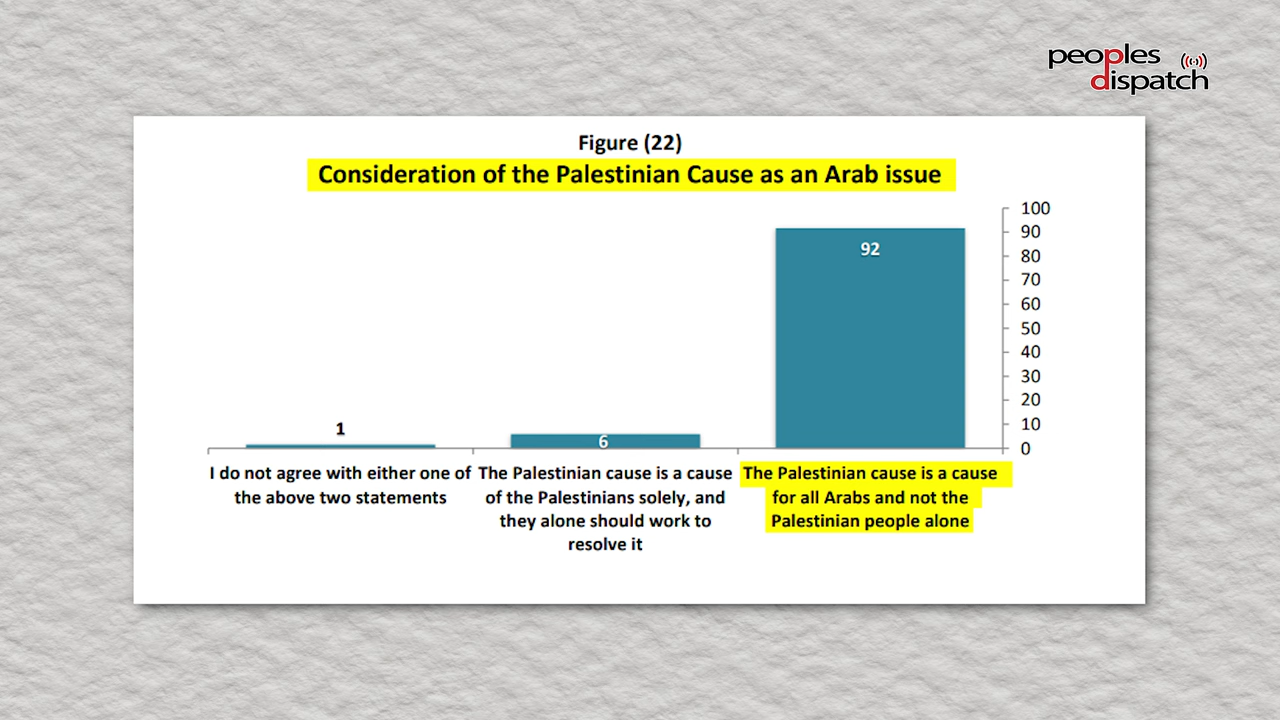 peoples
dispatch
Figure (22)
Consideration of the Palestinian Cause as an Arab issue
100
90
80
70
60
50
40
30
20
10
0
92
1
6
I do not agree with either one of
the above two statements
The Palestinian cause is a cause
of the Palestinians solely, and
they alone should work to
resolve it
The Palestinian cause is a cause
for all Arabs and not the
Palestinian people alone